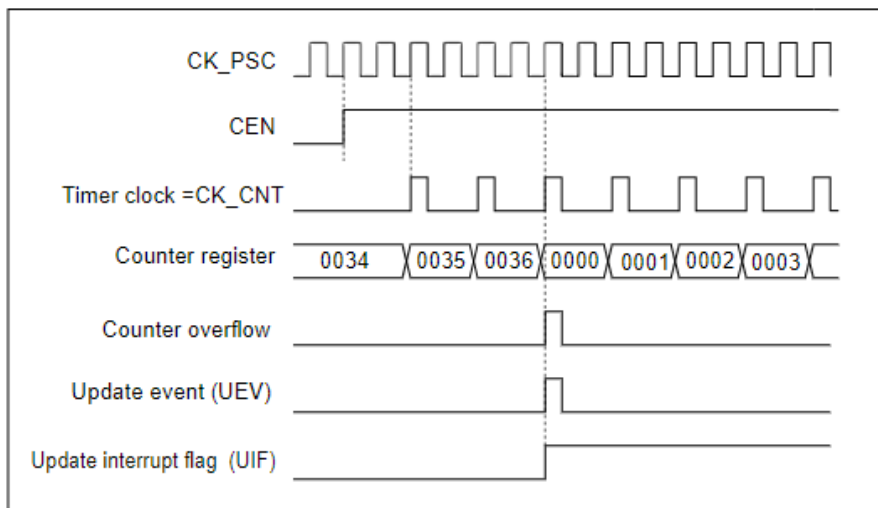 CK_PSC
CEN
Timer clock =CK_CNT
Counter register 0034 0035 0036 0000 0001 0002 0003
Counter overflow
Update event (UEV)
Update interrupt flag (UIF)